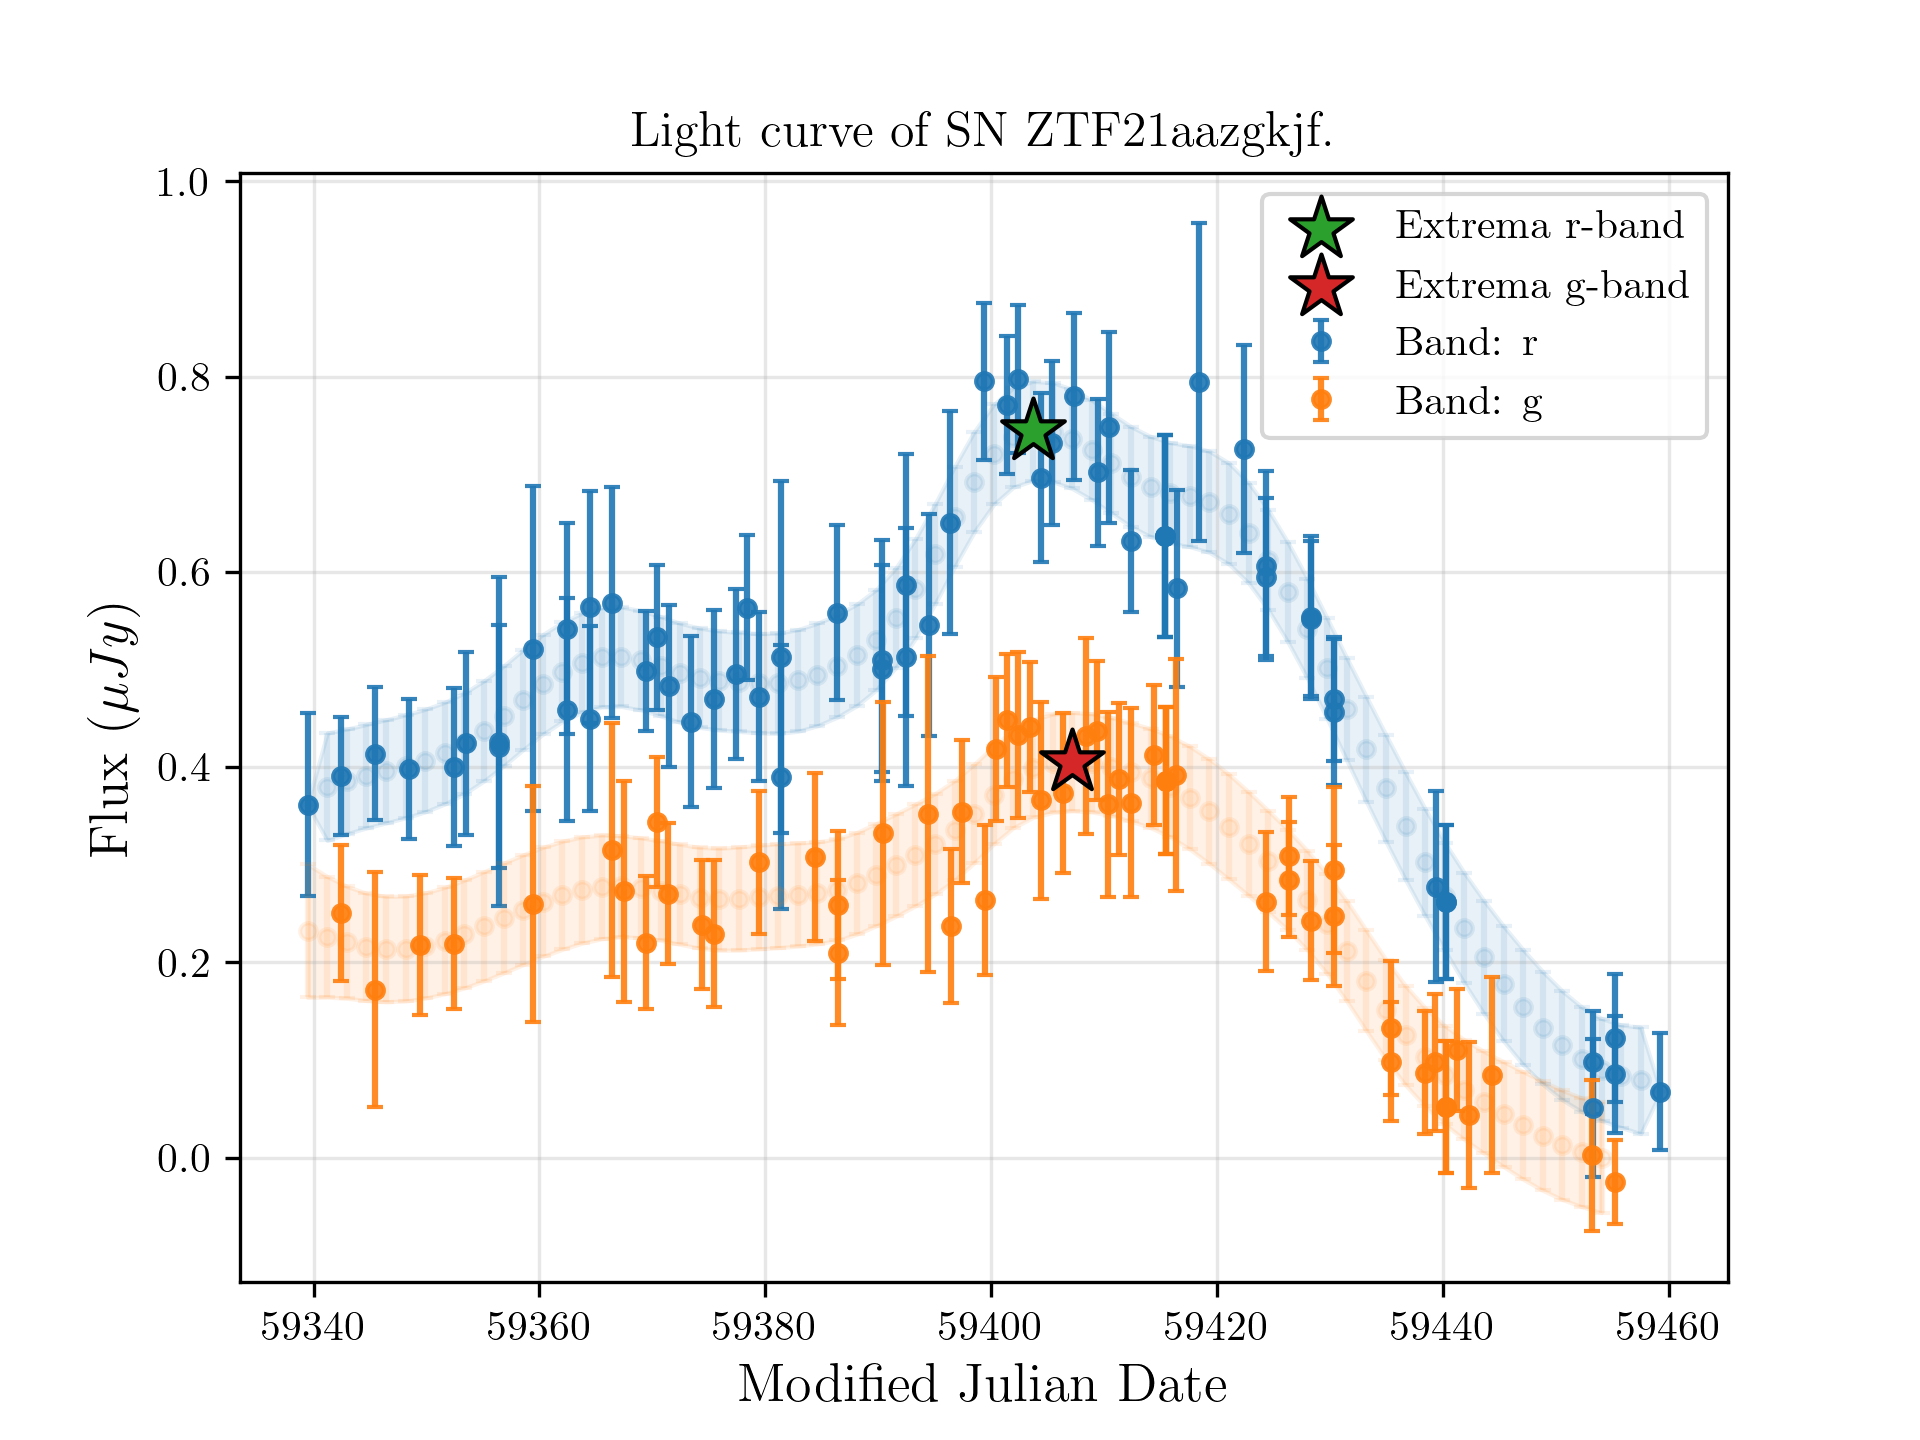 Light curve of SN ZTF21aazgkjf.
Extrema r-band
Extrema g-band
Band: r
Band: g
Flux (μJy)
1.0
0.8
0.6
0.4
0.2
0.0
59340 59360 59380 59400 59420 59440 59460
Modified Julian Date